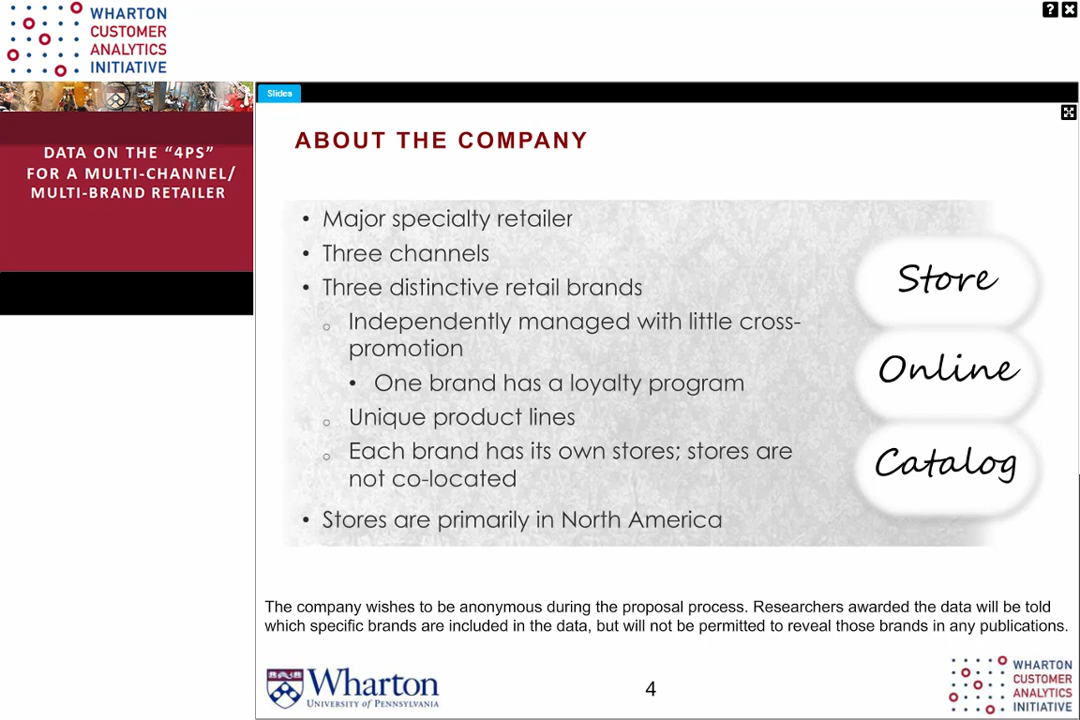 WHARTON
CUSTOMER
ANALYTICS
INITIATIVE
DATA ON THE “4PS”
FOR A MULTI-CHANNEL/
MULTI-BRAND RETAILER
Slides
ABOUT THE COMPANY
• Major specialty retailer
• Three channels
• Three distinctive retail brands
o Independently managed with little cross-
promotion
• One brand has a loyalty program
o Unique product lines
o Each brand has its own stores; stores are
not co-located
• Stores are primarily in North America
Store
Online
Catalog
The company wishes to be anonymous during the proposal process. Researchers awarded the data will be told
which specific brands are included in the data, but will not be permitted to reveal those brands in any publications.
Wharton
UNIVERSITY OF PENNSYLVANIA
4
WHARTON
CUSTOMER
ANALYTICS
INITIATIVE